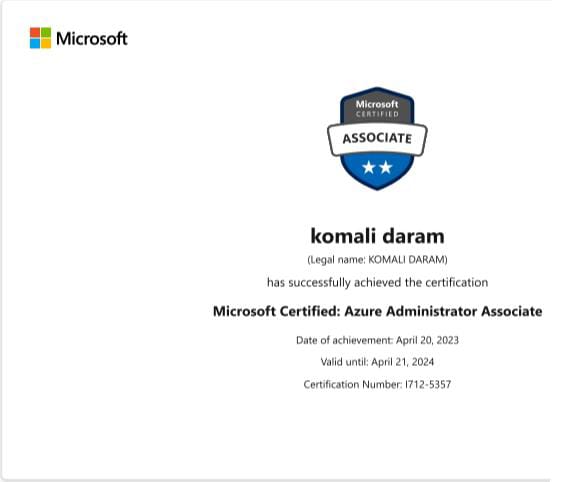 Microsoft
Microsoft
CERTIFIED
ASSOCIATE
komali daram
(Legal name: KOMALI DARAM)
has successfully achieved the certification
Microsoft Certified: Azure Administrator Associate
Date of achievement: April 20, 2023
Valid until: April 21, 2024
Certification Number: I712-5357